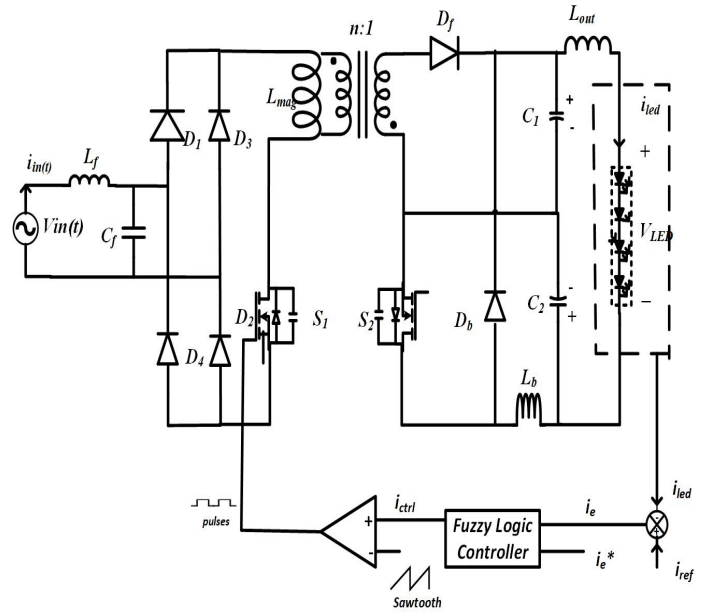 n:1
D_f
L_out
L_mag
C_1
+
-
i_led
D_1
D_3
+
i_in(t)
L_f
Vin(t)
C_f
V_LED
D_2
S_1
S_2
D_b
C_2
-
+
–
D_4
L_b
pulses
+
-
i_ctrl
Fuzzy Logic
Controller
i_e
i_e*
-
+
i_led
i_ref
Sawtooth